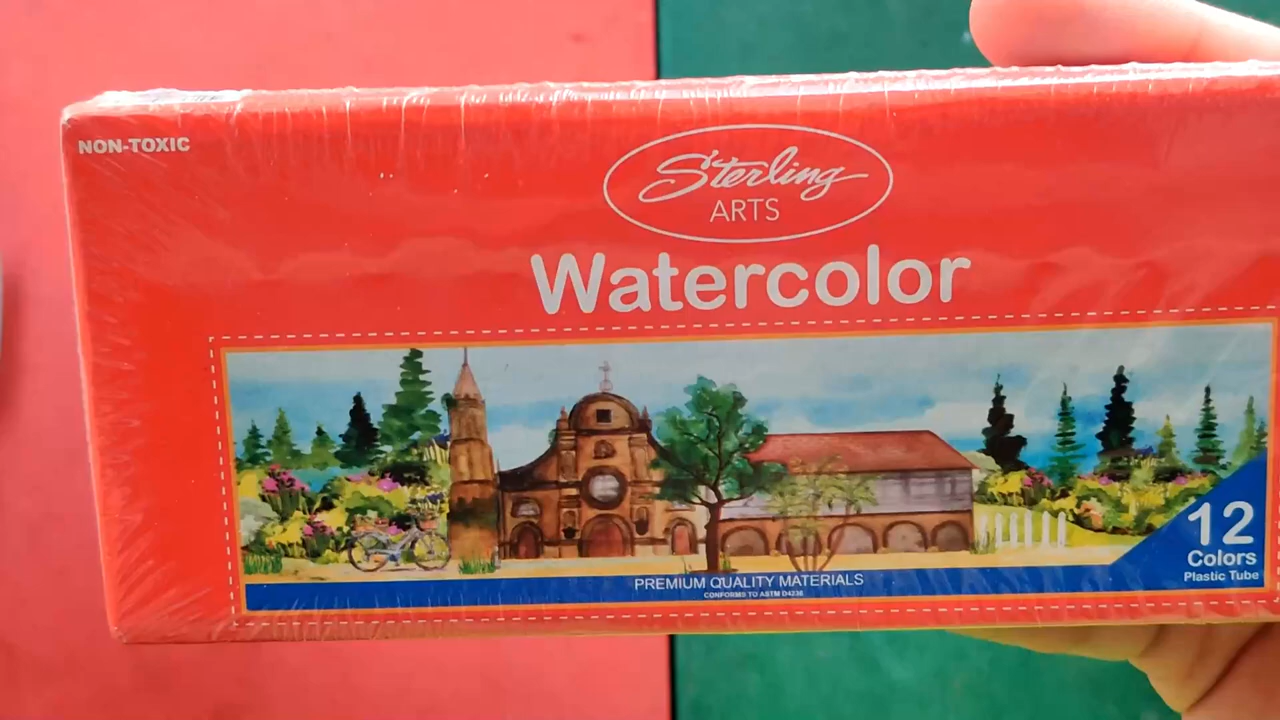 NON-TOXIC
Sterling
ARTS
Watercolor
12
Colors
Plastic Tube
PREMIUM QUALITY MATERIALS
CONFORMS TO ASTM D4236